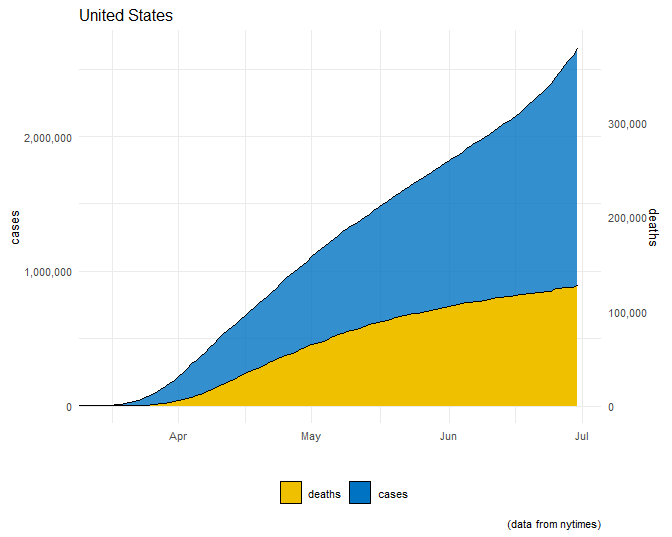 United States
2,000,000
1,000,000
0
cases
300,000
200,000
100,000
0
deaths
Apr May Jun Jul
deaths cases
(data from nytimes)